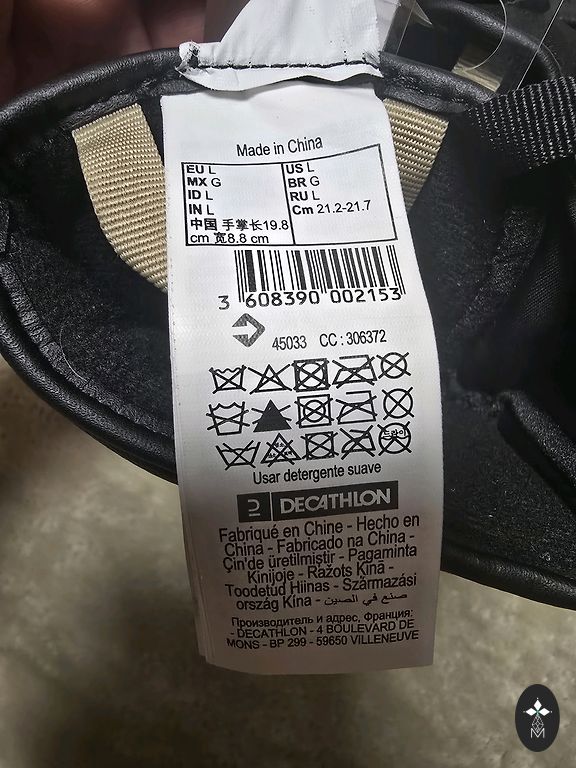 Made in China
EU L US L
MX G BR G
ID L RU L
IN L Cm 21.2-21.7
中国 手掌长19.8
cm 宽8.8 cm
3 608390 002153
45033 CC : 306372
Usar detergente suave
DECATHLON
Fabriqué en Chine - Hecho en
China - Fabricado na China -
Çin'de üretilmiştir - Pagaminta
Kinijoje - Ražots Ķīnā -
Toodetud Hiinas - Származási
ország Kína - صنع في الصين
Производитель и адрес, Франция:
- DECATHLON - 4 BOULEVARD DE
MONS - BP 299 - 59650 VILLENEUVE
M